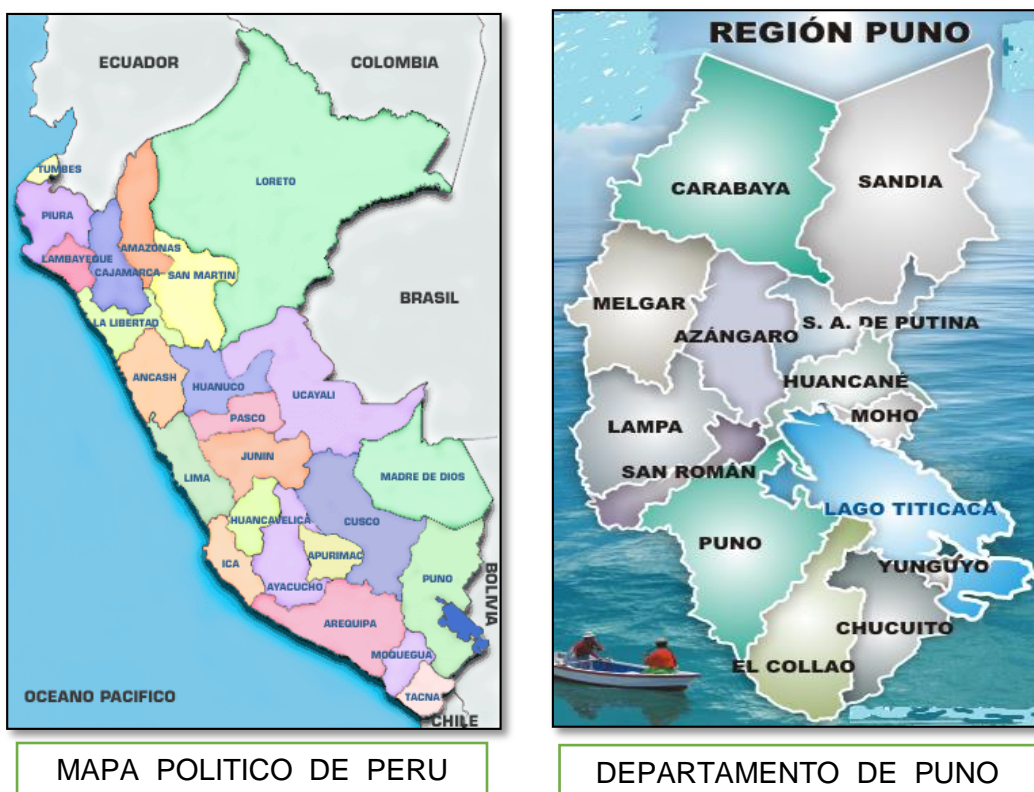 ECUADOR
COLOMBIA
TUMBES
LORETO
PIURA
AMAZONAS
LAMBAYEQUE
CAJAMARCA
SAN MARTIN
BRASIL
LA LIBERTAD
ANCASH
HUANUCO
UCAYALI
PASCO
JUNIN
LIMA
MADRE DE DIOS
HUANCAVELICA
CUSCO
APURIMAC
ICA
AYACUCHO
PUNO
BOLIVIA
AREQUIPA
MOQUEGUA
OCEANO PACIFICO
TACNA
CHILE
MAPA POLITICO DE PERU
REGIÓN PUNO
CARABAYA
SANDIA
MELGAR
AZÁNGARO
S. A. DE PUTINA
HUANCANÉ
MOHO
LAMPA
SAN ROMÁN
LAGO TITICACA
PUNO
YUNGUYO
CHUCUITO
EL COLLAO
DEPARTAMENTO DE PUNO